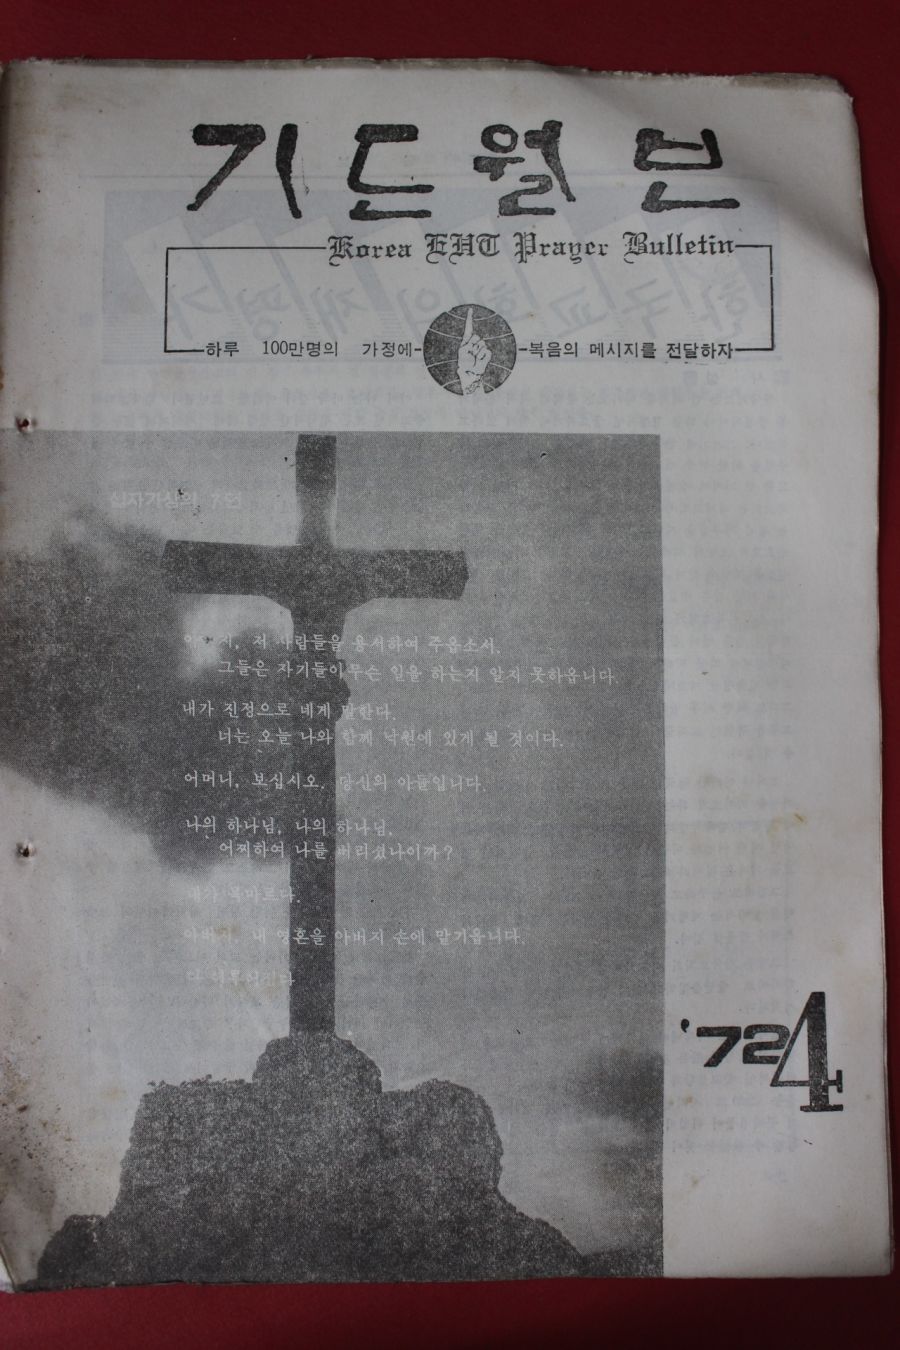 기도월보
Korea EHT Prayer Bulletin
하루 100만명의 가정에- -복음의 메시지를 전달하자
십자가상의 7언
저 사람들을 용서하여 주옵소서.
그들은 자기들이 무슨 일을 하는지 알지 못하옵니다.
내가 진정으로 네게 말한다.
너는 오늘 나와 함께 낙원에 있게 될 것이다.
어머니, 보십시오. 당신의 아들입니다.
나의 하나님, 나의 하나님,
어찌하여 나를 버리셨나이까?
내가 목마르다.
아버지, 내 영혼을 아버지 손에 맡기옵니다.
다
'72 4